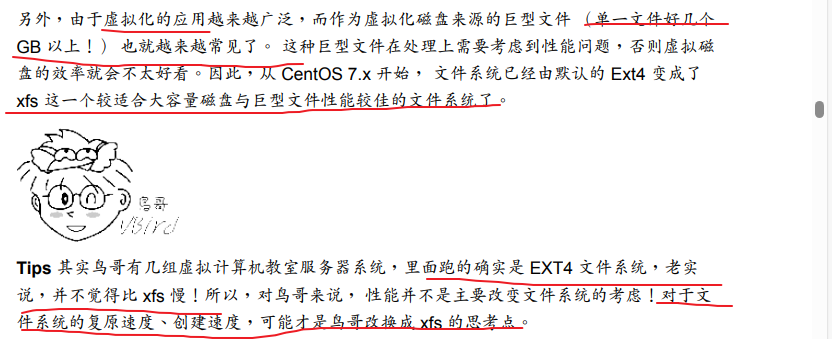 另外，由于虚拟化的应用越来越广泛，而作为虚拟化磁盘来源的巨型文件 （单一文件好几个
GB 以上！） 也就越来越常见了。 这种巨型文件在处理上需要考虑到性能问题，否则虚拟磁
盘的效率就会不太好看。因此，从 CentOS 7.x 开始， 文件系统已经由默认的 Ext4 变成了
xfs 这一个较适合大容量磁盘与巨型文件性能较佳的文件系统了。
鸟哥
VBird
Tips 其实鸟哥有几组虚拟计算机教室服务器系统，里面跑的确实是 EXT4 文件系统，老实
说，并不觉得比 xfs 慢！所以，对鸟哥来说， 性能并不是主要改变文件系统的考虑！对于文
件系统的复原速度、创建速度，可能才是鸟哥改换成 xfs 的思考点。